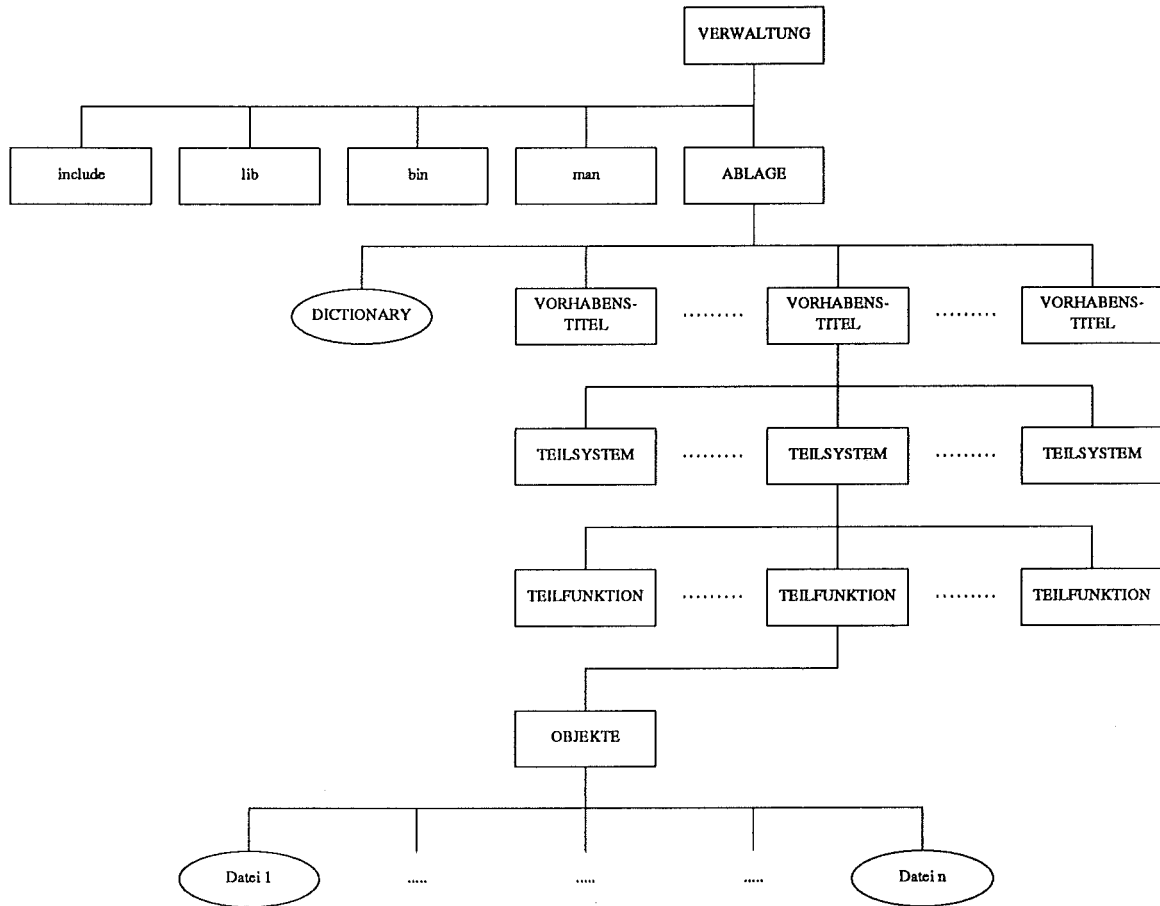 VERWALTUNG
include
lib
bin
man
ABLAGE
DICTIONARY
VORHABENS-
TITEL
.........
VORHABENS-
TITEL
.........
VORHABENS-
TITEL
TEILSYSTEM
.........
TEILSYSTEM
.........
TEILSYSTEM
TEILFUNKTION
.........
TEILFUNKTION
.........
TEILFUNKTION
OBJEKTE
Datei 1
.....
.....
.....
Datei n